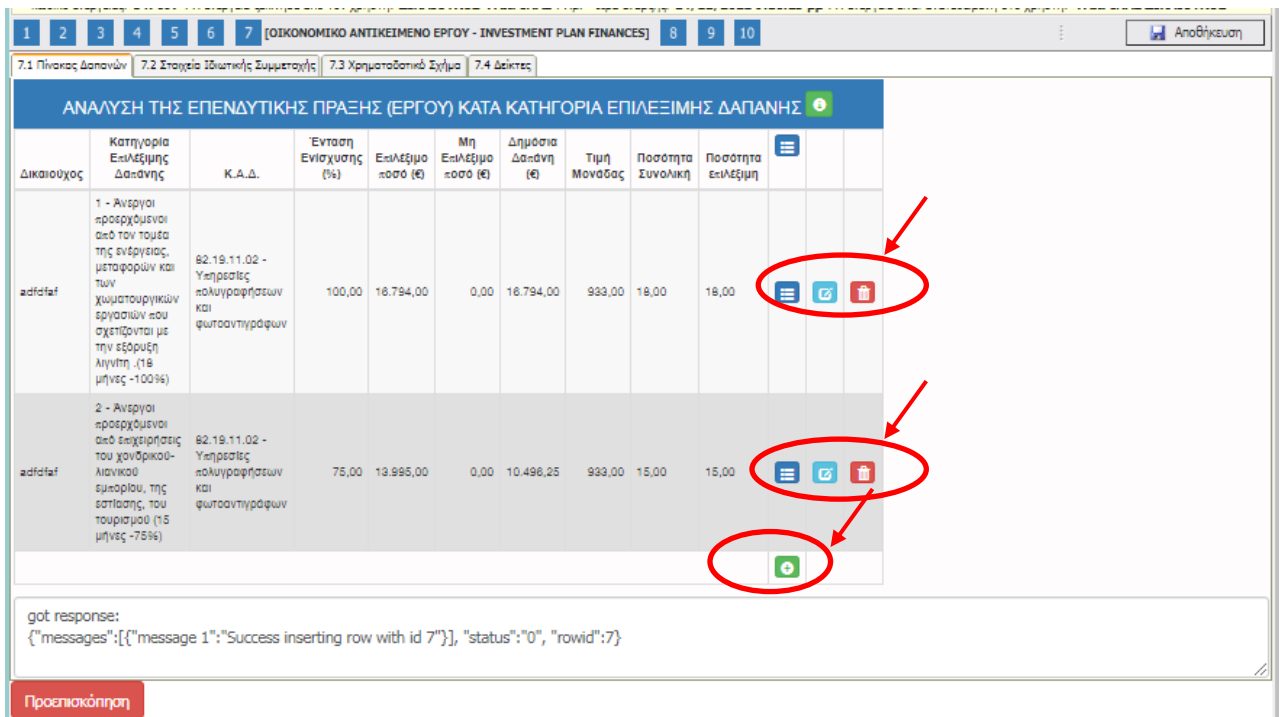 1 2 3 4 5 6 7 [ΟΙΚΟΝΟΜΙΚΟ ΑΝΤΙΚΕΙΜΕΝΟ ΕΡΓΟΥ - INVESTMENT PLAN FINANCES] 8 9 10 Αποθήκευση
7.1 Πίνακας Δαπανών 7.2 Στοιχεία Ιδιωτικής Συμμετοχής 7.3 Χρηματοδοτικό Σχήμα 7.4 Δείκτες
ΑΝΑΛΥΣΗ ΤΗΣ ΕΠΕΝΔΥΤΙΚΗΣ ΠΡΑΞΗΣ (ΕΡΓΟΥ) ΚΑΤΑ ΚΑΤΗΓΟΡΙΑ ΕΠΙΛΕΞΙΜΗΣ ΔΑΠΑΝΗΣ
Δικαιούχος
Κατηγορία
Επιλέξιμης
Δαπάνης
Κ.Α.Δ.
Ένταση
Ενίσχυσης
(%)
Επιλέξιμο
ποσό (€)
Μη
Επιλέξιμο
ποσό (€)
Δημόσια
Δαπάνη
(€)
Τιμή
Μονάδας
Ποσότητα
Συνολική
Ποσότητα
επιλέξιμη
adfdfaf
1 - Άνεργοι
προερχόμενοι
από τον τομέα
της ενέργειας,
μεταφορών και
των
χωματουργικών
εργασιών που
σχετίζονται με
την εξόρυξη
λιγνίτη .(18
μήνες -100%)
82.19.11.02 -
Υπηρεσίες
πολυγραφήσεων
και
φωτοαντιγράφων
100,00 16.794,00 0,00 16.794,00 933,00 18,00 18,00
adfdfaf
2 - Άνεργοι
προερχόμενοι
από επιχειρήσεις
του χονδρικού-
λιανικού
εμπορίου, της
εστίασης, του
τουρισμού (15
μήνες -75%)
82.19.11.02 -
Υπηρεσίες
πολυγραφήσεων
και
φωτοαντιγράφων
75,00 13.995,00 0,00 10.496,25 933,00 15,00 15,00
got response:
{"messages":[{"message 1":"Success inserting row with id 7"}], "status":"0", "rowid":7}
Προεπισκόπηση